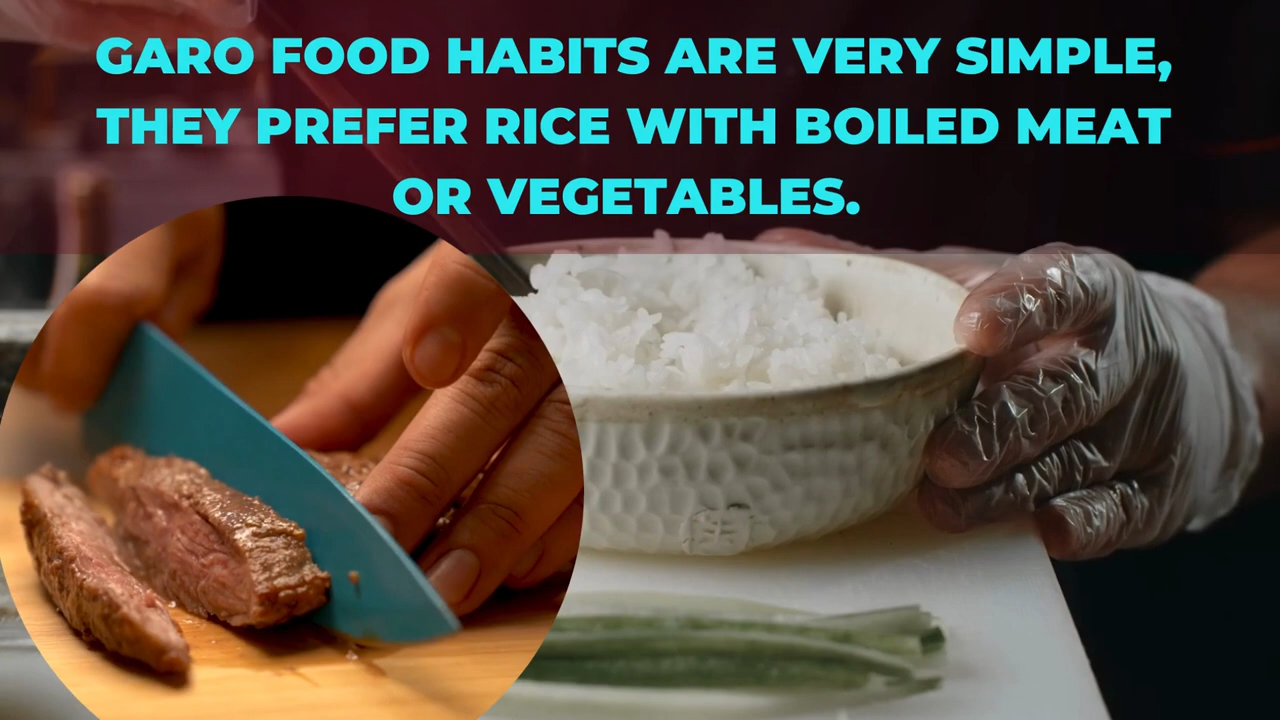 GARO FOOD HABITS ARE VERY SIMPLE,
THEY PREFER RICE WITH BOILED MEAT
OR VEGETABLES.